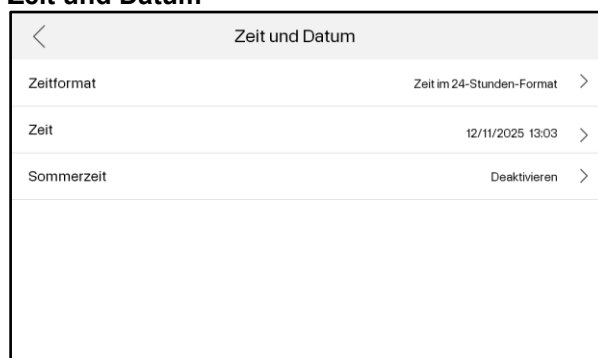 Zeit und Datum
Zeit und Datum
Zeitformat Zeit im 24-Stunden-Format
Zeit 12/11/2025 13:03
Sommerzeit Deaktivieren